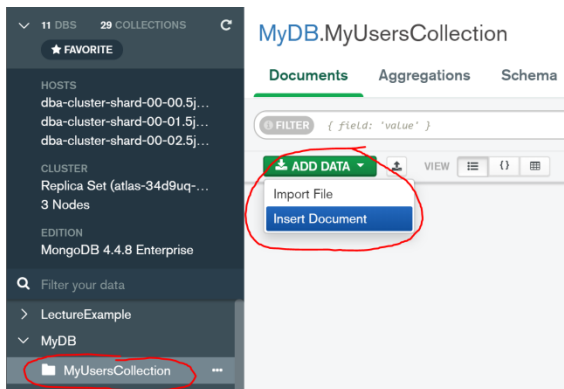 11 DBS 29 COLLECTIONS
★ FAVORITE
HOSTS
dba-cluster-shard-00-00.5j...
dba-cluster-shard-00-01.5j...
dba-cluster-shard-00-02.5j...
CLUSTER
Replica Set (atlas-34d9uq-...
3 Nodes
EDITION
MongoDB 4.4.8 Enterprise
Filter your data
LectureExample
MyDB
MyUsersCollection
MyDB.MyUsersCollection
Documents Aggregations Schema
FILTER { field: 'value' }
ADD DATA VIEW {}
Import File
Insert Document